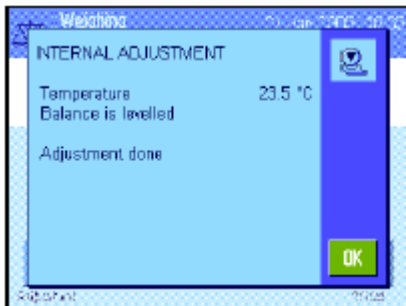 Weighing
INTERNAL ADJUSTMENT
Temperature 23.5 °C
Balance is levelled
Adjustment done
OK